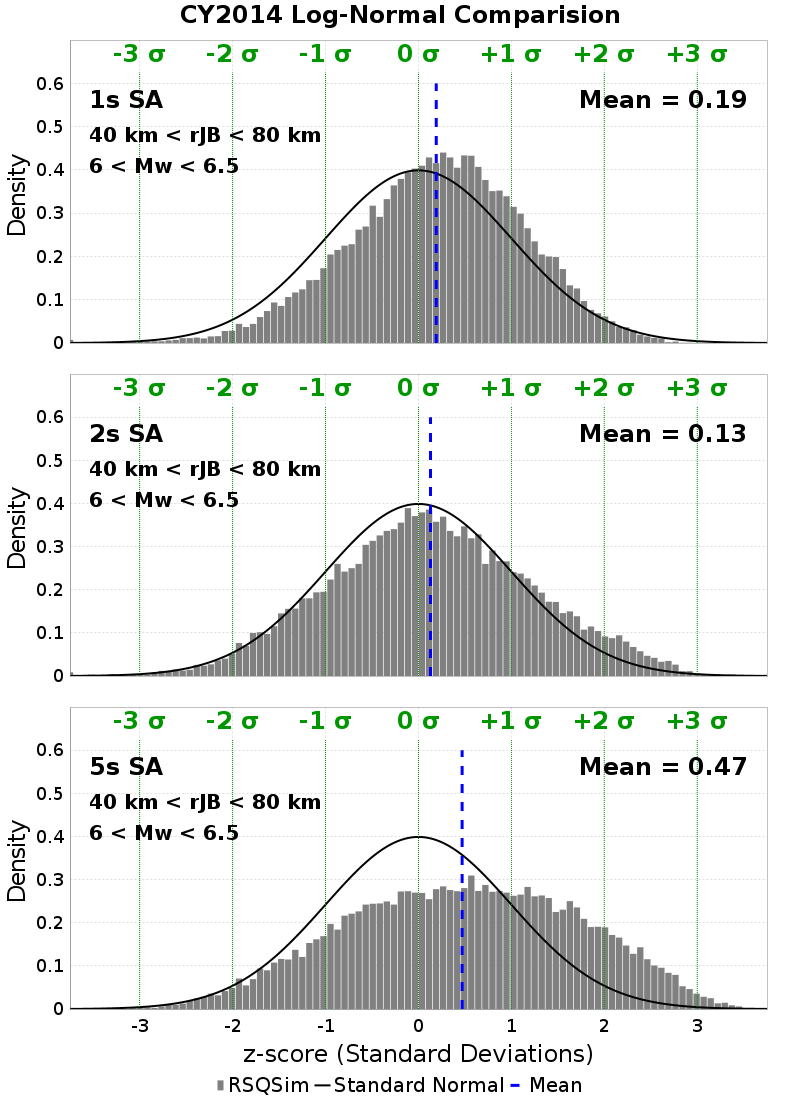 CY2014 Log-Normal Comparision
-3 σ -2 σ -1 σ 0 σ +1 σ +2 σ +3 σ
0.6
1s SA Mean = 0.19
0.5
40 km < rJB < 80 km
6 < Mw < 6.5
0.4
0.3
0.2
0.1
0
Density
-3 σ -2 σ -1 σ 0 σ +1 σ +2 σ +3 σ
0.6
2s SA Mean = 0.13
0.5
40 km < rJB < 80 km
6 < Mw < 6.5
0.4
0.3
0.2
0.1
0
Density
-3 σ -2 σ -1 σ 0 σ +1 σ +2 σ +3 σ
0.6
5s SA Mean = 0.47
0.5
40 km < rJB < 80 km
6 < Mw < 6.5
0.4
0.3
0.2
0.1
0
Density
-3 -2 -1 0 1 2 3
z-score (Standard Deviations)
RSQSim Standard Normal Mean